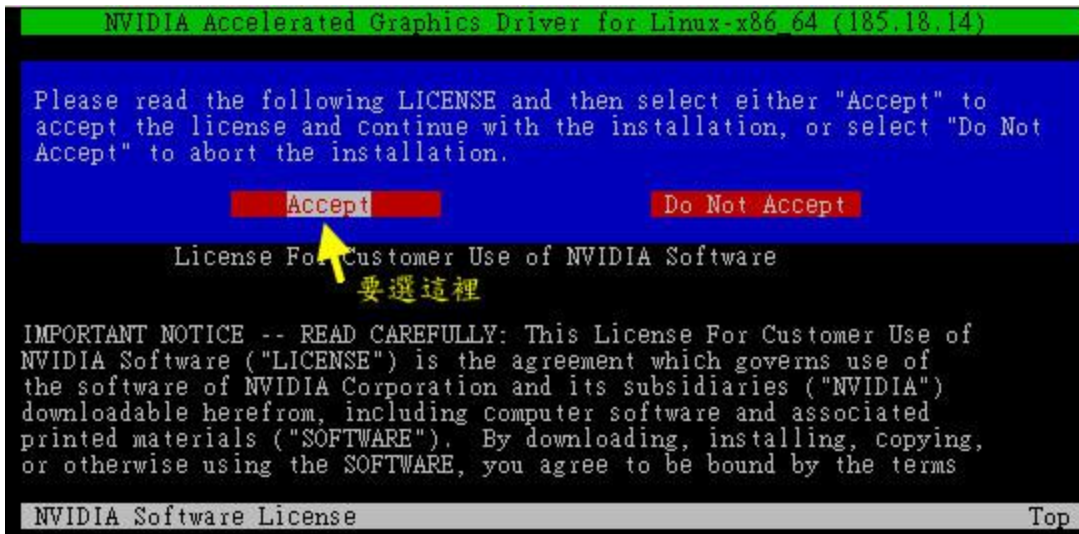 NVIDIA Accelerated Graphics Driver for Linux-x86_64 (185.18.14)
Please read the following LICENSE and then select either "Accept" to
accept the license and continue with the installation, or select "Do Not
Accept" to abort the installation.
Accept Do Not Accept
License For Customer Use of NVIDIA Software
要選這裡
IMPORTANT NOTICE -- READ CAREFULLY: This License For Customer Use of
NVIDIA Software ("LICENSE") is the agreement which governs use of
the software of NVIDIA Corporation and its subsidiaries ("NVIDIA")
downloadable herefrom, including computer software and associated
printed materials ("SOFTWARE"). By downloading, installing, copying,
or otherwise using the SOFTWARE, you agree to be bound by the terms
NVIDIA Software License Top